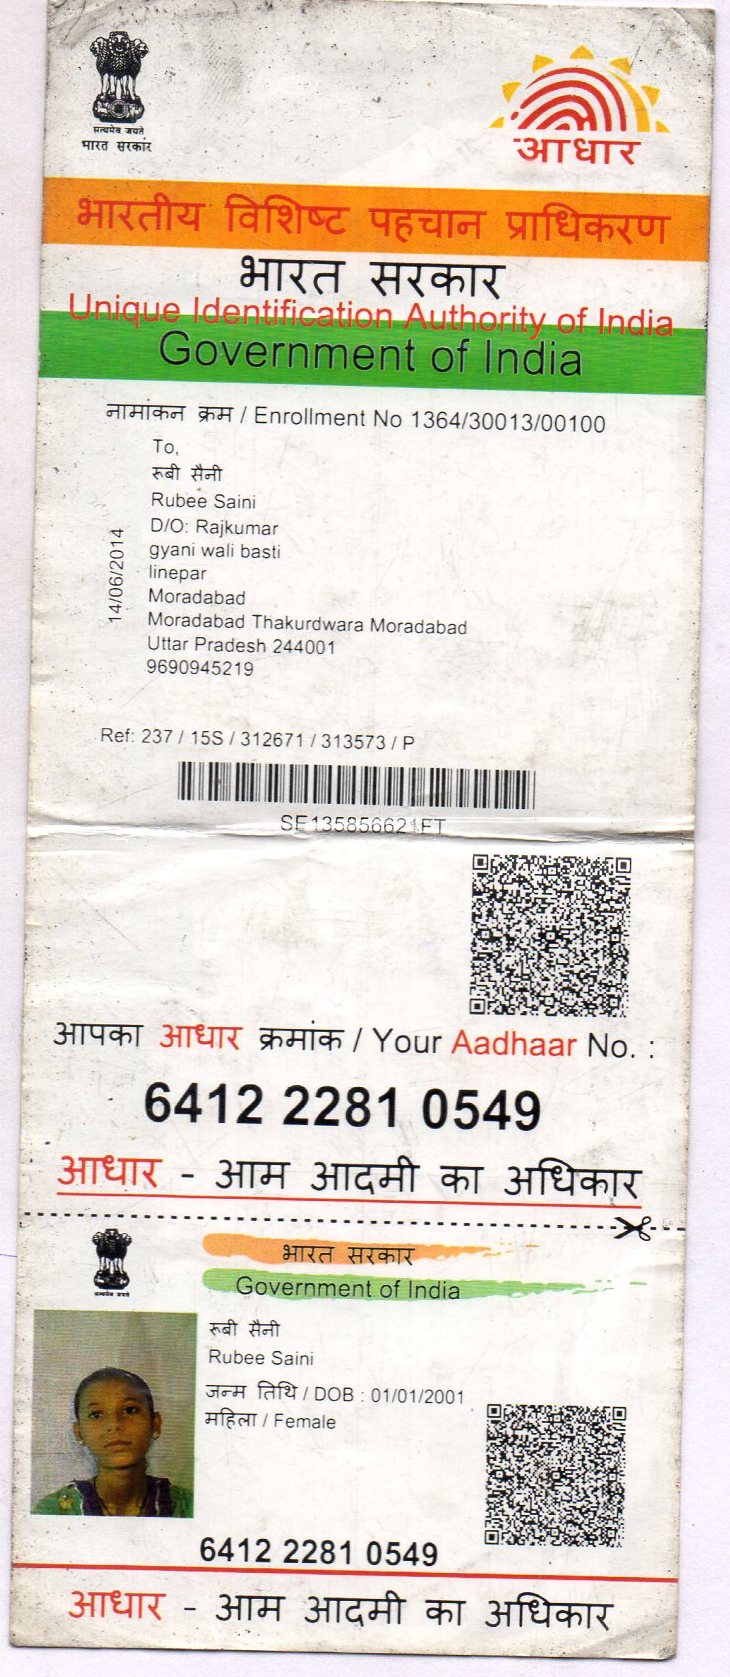 सत्यमेव जयते
भारत सरकार
आधार
भारतीय विशिष्ट पहचान प्राधिकरण
भारत सरकार
Unique Identification Authority of India
Government of India
नामांकन क्रम / Enrollment No 1364/30013/00100
To,
रूबी सैनी
Rubee Saini
D/O: Rajkumar
gyani wali basti
linepar
Moradabad
Moradabad Thakurdwara Moradabad
Uttar Pradesh 244001
9690945219
14/06/2014
Ref: 237 / 15S / 312671 / 313573 / P
SE135856621FT
आपका आधार क्रमांक / Your Aadhaar No. :
6412 2281 0549
आधार - आम आदमी का अधिकार
सत्यमेव जयते
भारत सरकार
Government of India
रूबी सैनी
Rubee Saini
जन्म तिथि / DOB : 01/01/2001
महिला / Female
6412 2281 0549
आधार - आम आदमी का अधिकार